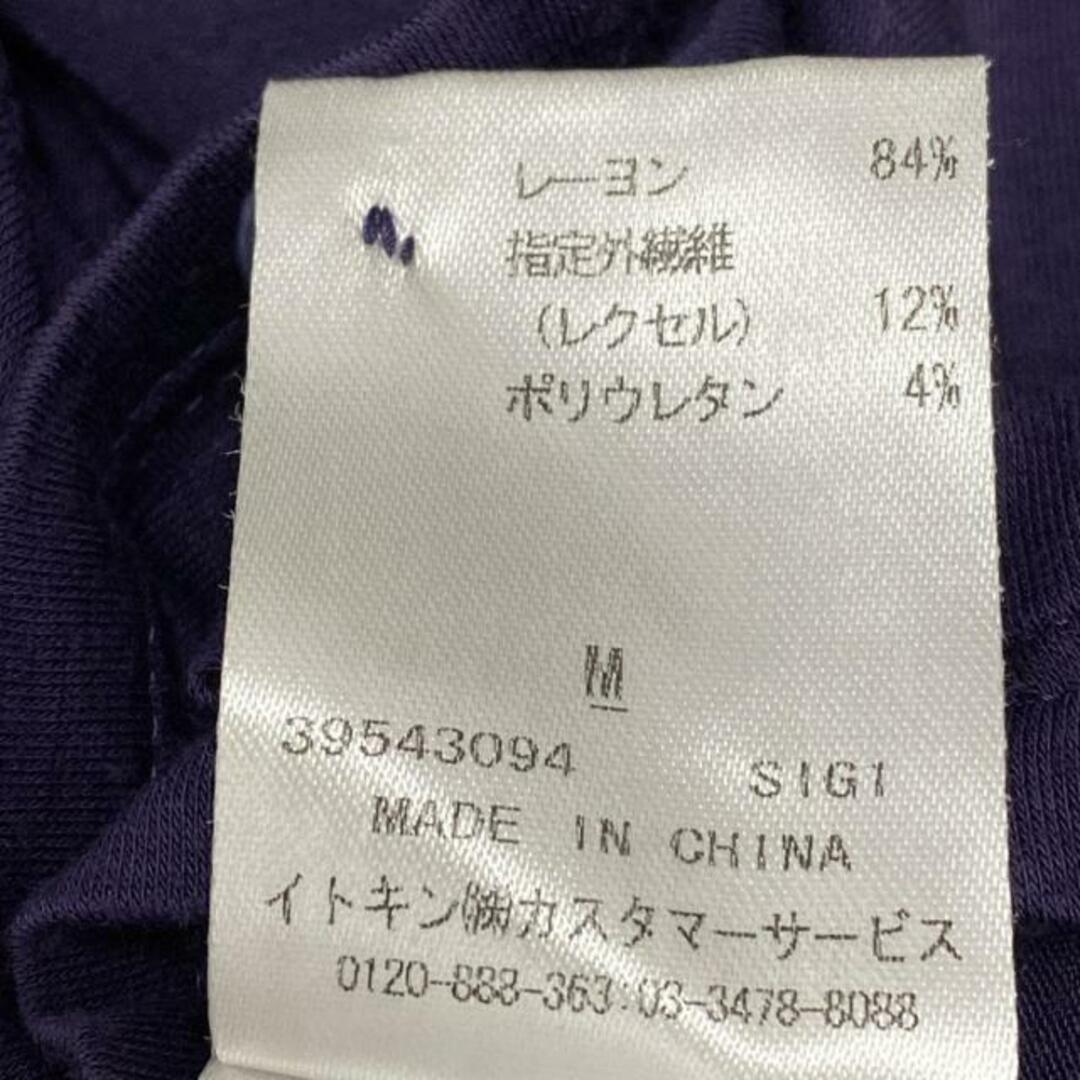 レーヨン 84%
指定外繊維
(レクセル) 12%
ポリウレタン 4%
M
39543094 SIGI
MADE IN CHINA
イトキン㈱カスタマーサービス
0120-888-363:03-3478-8088